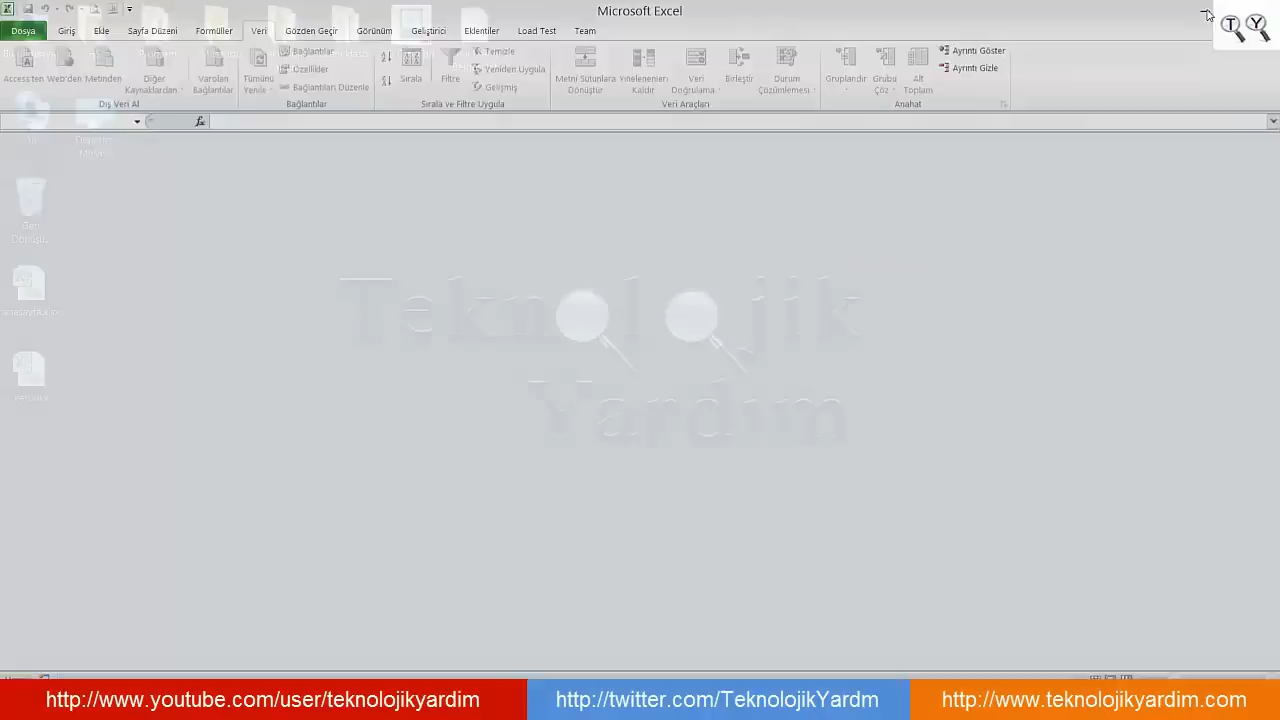 Microsoft Excel
T Y
Dosya Giriş Ekle Sayfa Düzeni Formüller Veri Gözden Geçir Görünüm Geliştirici Eklentiler Load Test Team
Access'ten Web'den Metinden Diğer Kaynaklardan
Varolan Bağlantılar
Dış Veri Al
Tümünü Yenile
Bağlantılar
Özellikler
Bağlantıları Düzenle
Bağlantılar
Sırala
Filtre
Temizle
Yeniden Uygula
Gelişmiş
Sırala ve Filtre Uygula
Metni Sütunlara Dönüştür
Yinelenenleri Kaldır
Veri Doğrulama
Birleştir
Durum Çözümlemesi
Veri Araçları
Gruplandır
Grubu Çöz
Alt Toplam
Ayrıntı Göster
Ayrıntı Gizle
Anahat
fx
Geri
Dönüşü...
Teknolojik
Yardım
http://www.youtube.com/user/teknolojikyardim
http://twitter.com/TeknolojikYardm
http://www.teknolojikyardim.com